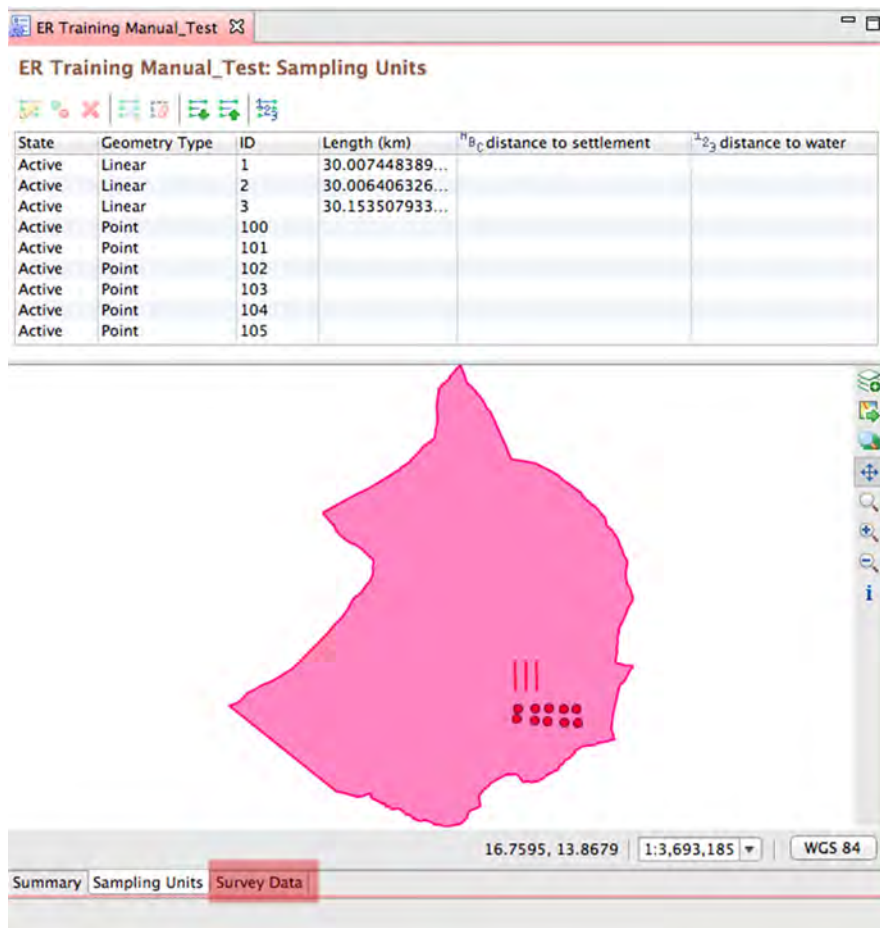 ER Training Manual_Test
ER Training Manual_Test: Sampling Units
State Geometry Type ID Length (km) ABC distance to settlement 123 distance to water
Active Linear 1 30.007448389...
Active Linear 2 30.006406326...
Active Linear 3 30.153507933...
Active Point 100
Active Point 101
Active Point 102
Active Point 103
Active Point 104
Active Point 105
16.7595, 13.8679 1:3,693,185 WGS 84
Summary Sampling Units Survey Data